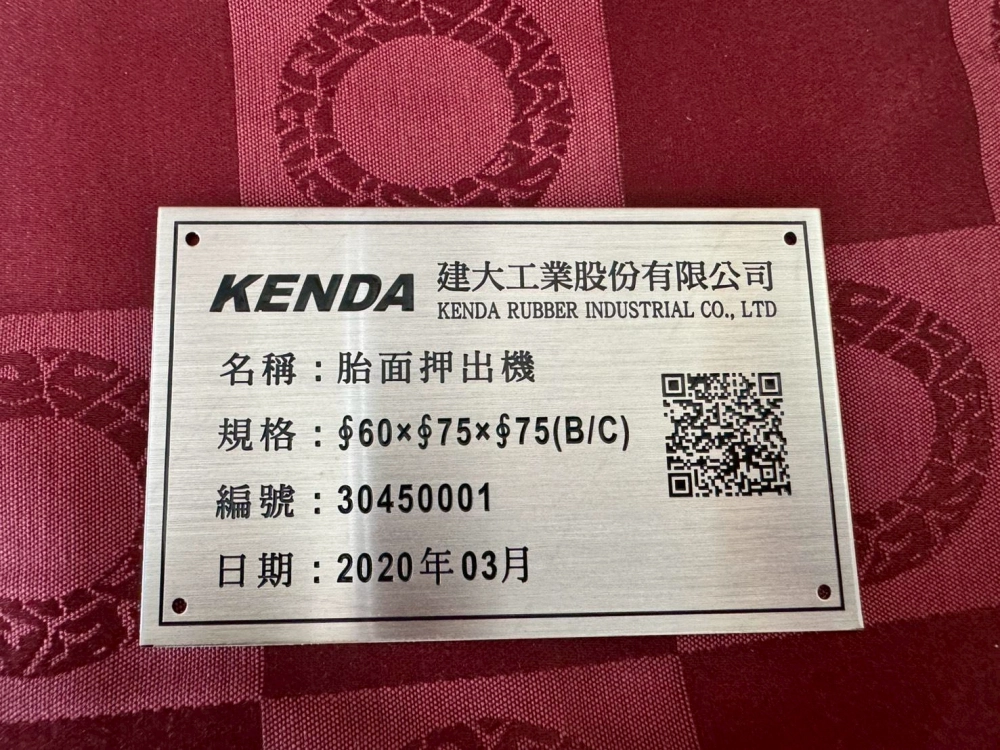 KENDA 建大工業股份有限公司
KENDA RUBBER INDUSTRIAL CO., LTD
名稱：胎面押出機
規格：∮60×∮75×∮75(B/C)
編號：30450001
日期：2020年03月